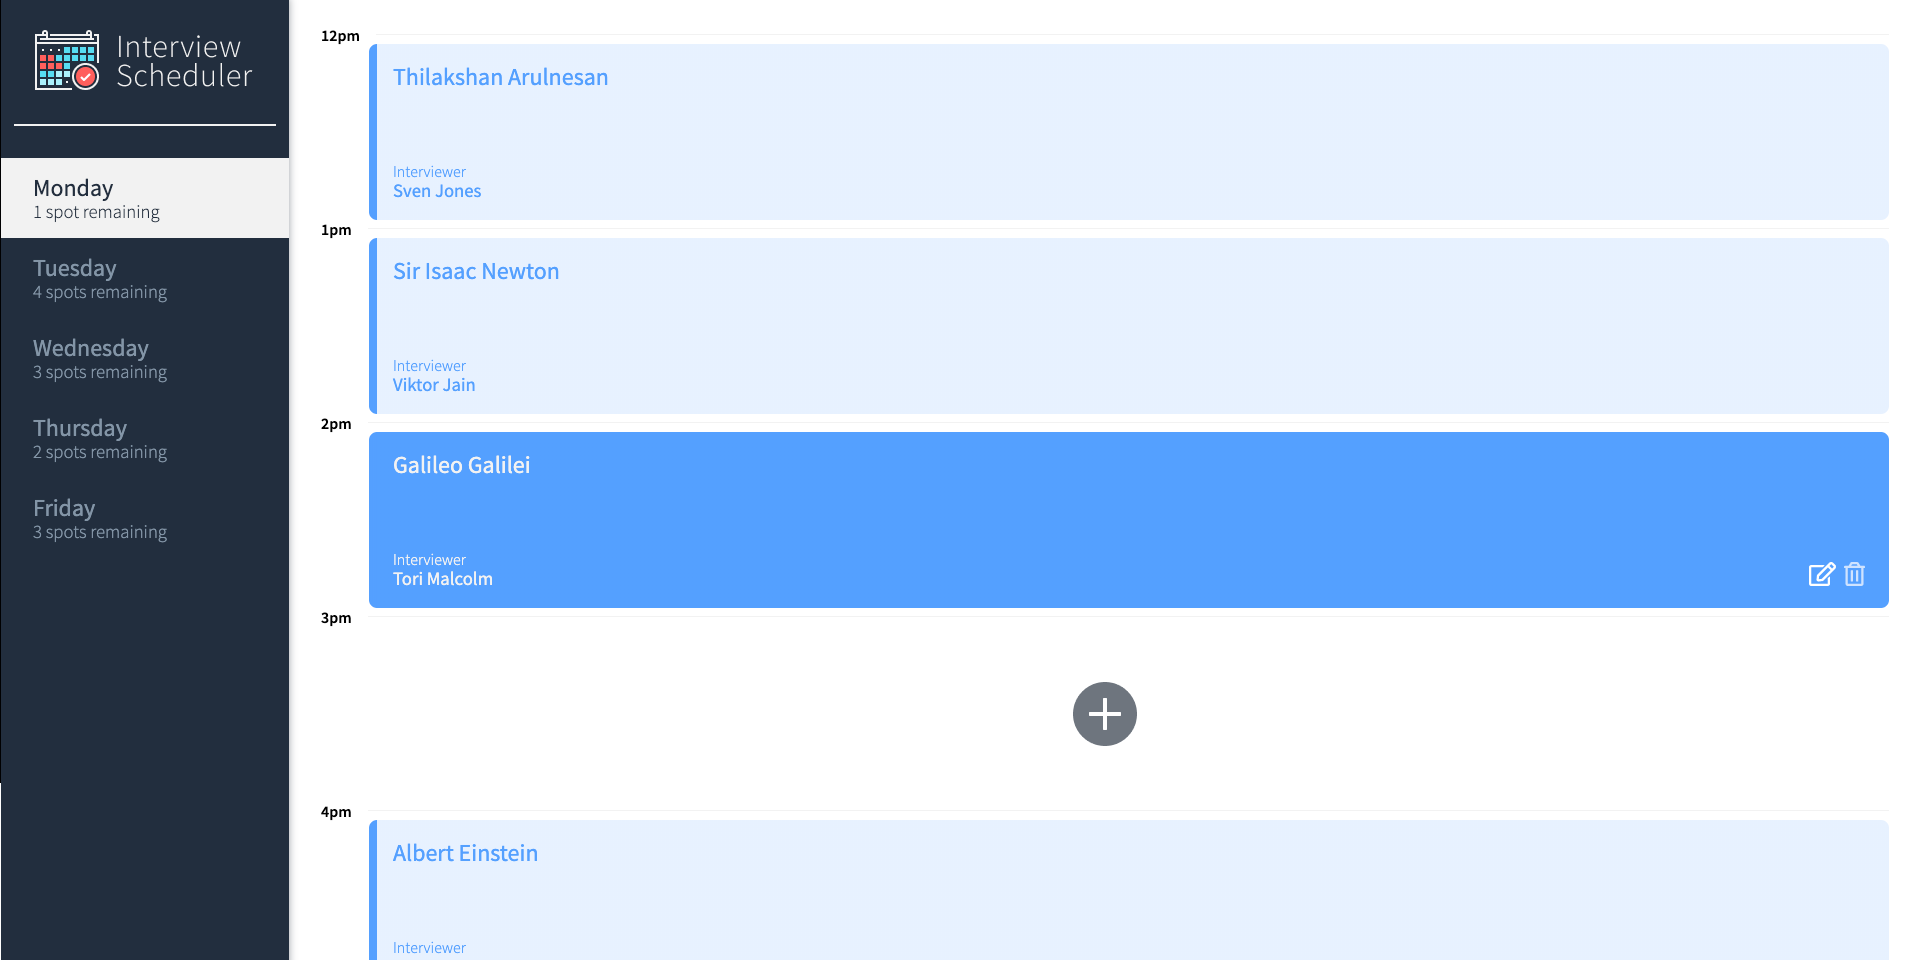 Interview
Scheduler
Monday
1 spot remaining
Tuesday
4 spots remaining
Wednesday
3 spots remaining
Thursday
2 spots remaining
Friday
3 spots remaining
12pm
Thilakshan Arulnesan
Interviewer
Sven Jones
1pm
Sir Isaac Newton
Interviewer
Viktor Jain
2pm
Galileo Galilei
Interviewer
Tori Malcolm
3pm
4pm
Albert Einstein
Interviewer